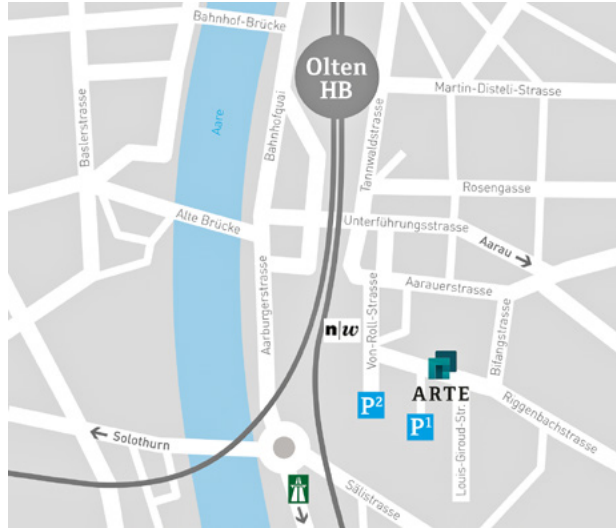 Bahnhof-Brücke
Olten
HB
Martin-Disteli-Strasse
Baslerstrasse
Aare
Bahnhofquai
Tannwaldstrasse
Rosengasse
Alte Brücke
Unterführungsstrasse
Aarau
Aarauerstrasse
Aarburgerstrasse
Von-Roll-Strasse
Bifangstrasse
n|w
ARTE
P²
P¹
Riggenbachstrasse
Louis-Giroud-Str.
Solothurn
Sälistrasse